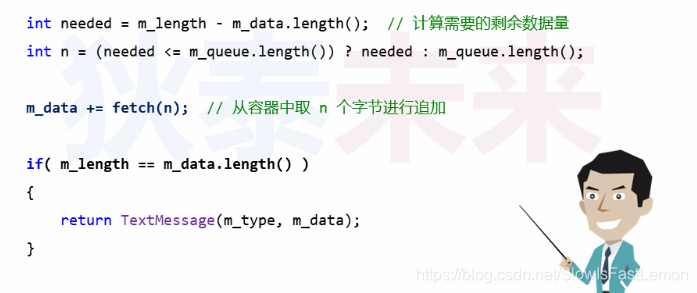 int needed = m_length - m_data.length();  // 计算需要的剩余数据量
int n = (needed <= m_queue.length()) ? needed : m_queue.length();
m_data += fetch(n);  // 从容器中取 n 个字节进行追加
if( m_length == m_data.length() )
{
    return TextMessage(m_type, m_data);
}
狄泰未来
https://blog.csdn.net/SlowIsFastLemon